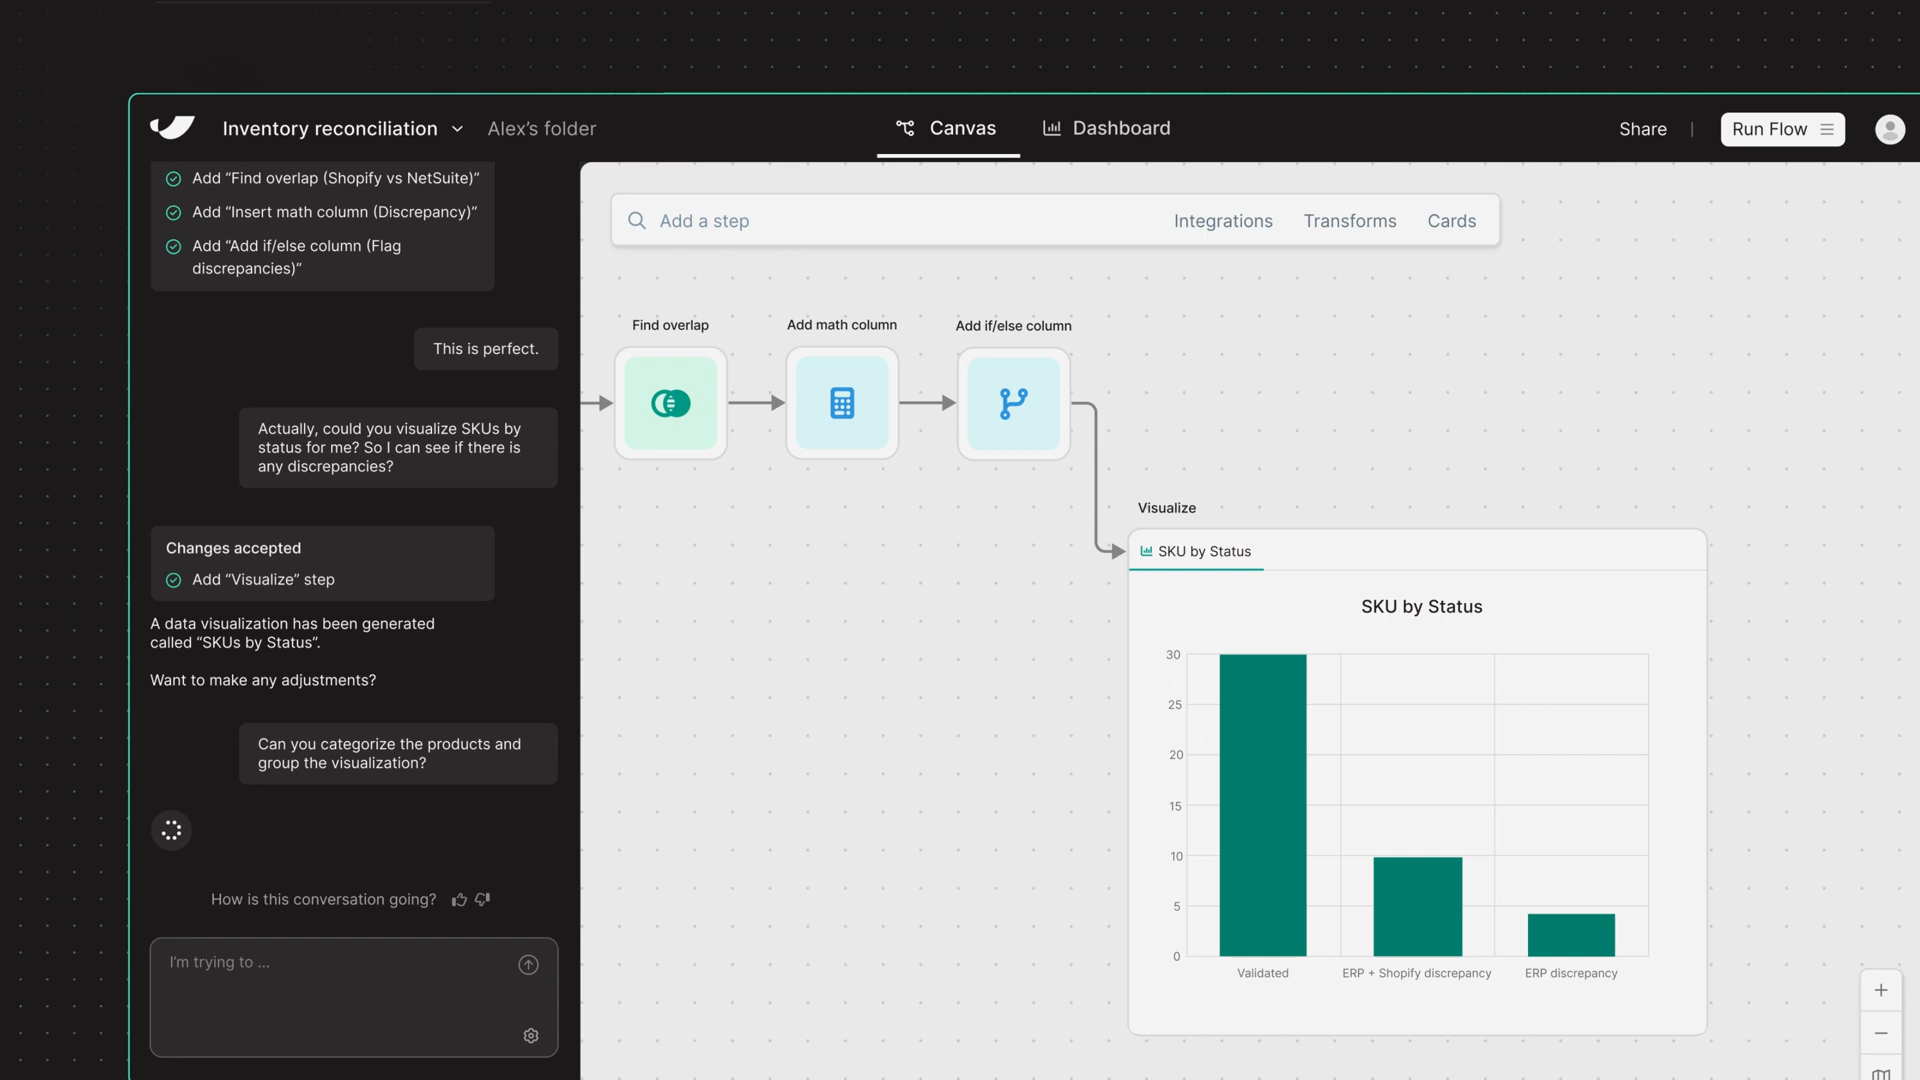 Inventory reconciliation
Alex’s folder
Canvas
Dashboard
Share
|
Run Flow
Add “Find overlap (Shopify vs NetSuite)”
Add “Insert math column (Discrepancy)”
Add “Add if/else column (Flag
discrepancies)”
This is perfect.
Actually, could you visualize SKUs by
status for me? So I can see if there is
any discrepancies?
Changes accepted
Add “Visualize” step
A data visualization has been generated
called “SKUs by Status”.
Want to make any adjustments?
Can you categorize the products and
group the visualization?
How is this conversation going?
I'm trying to ...
Add a step
Integrations
Transforms
Cards
Find overlap
Add math column
Add if/else column
Visualize
SKU by Status
SKU by Status
30
25
20
15
10
5
0
Validated
ERP + Shopify discrepancy
ERP discrepancy